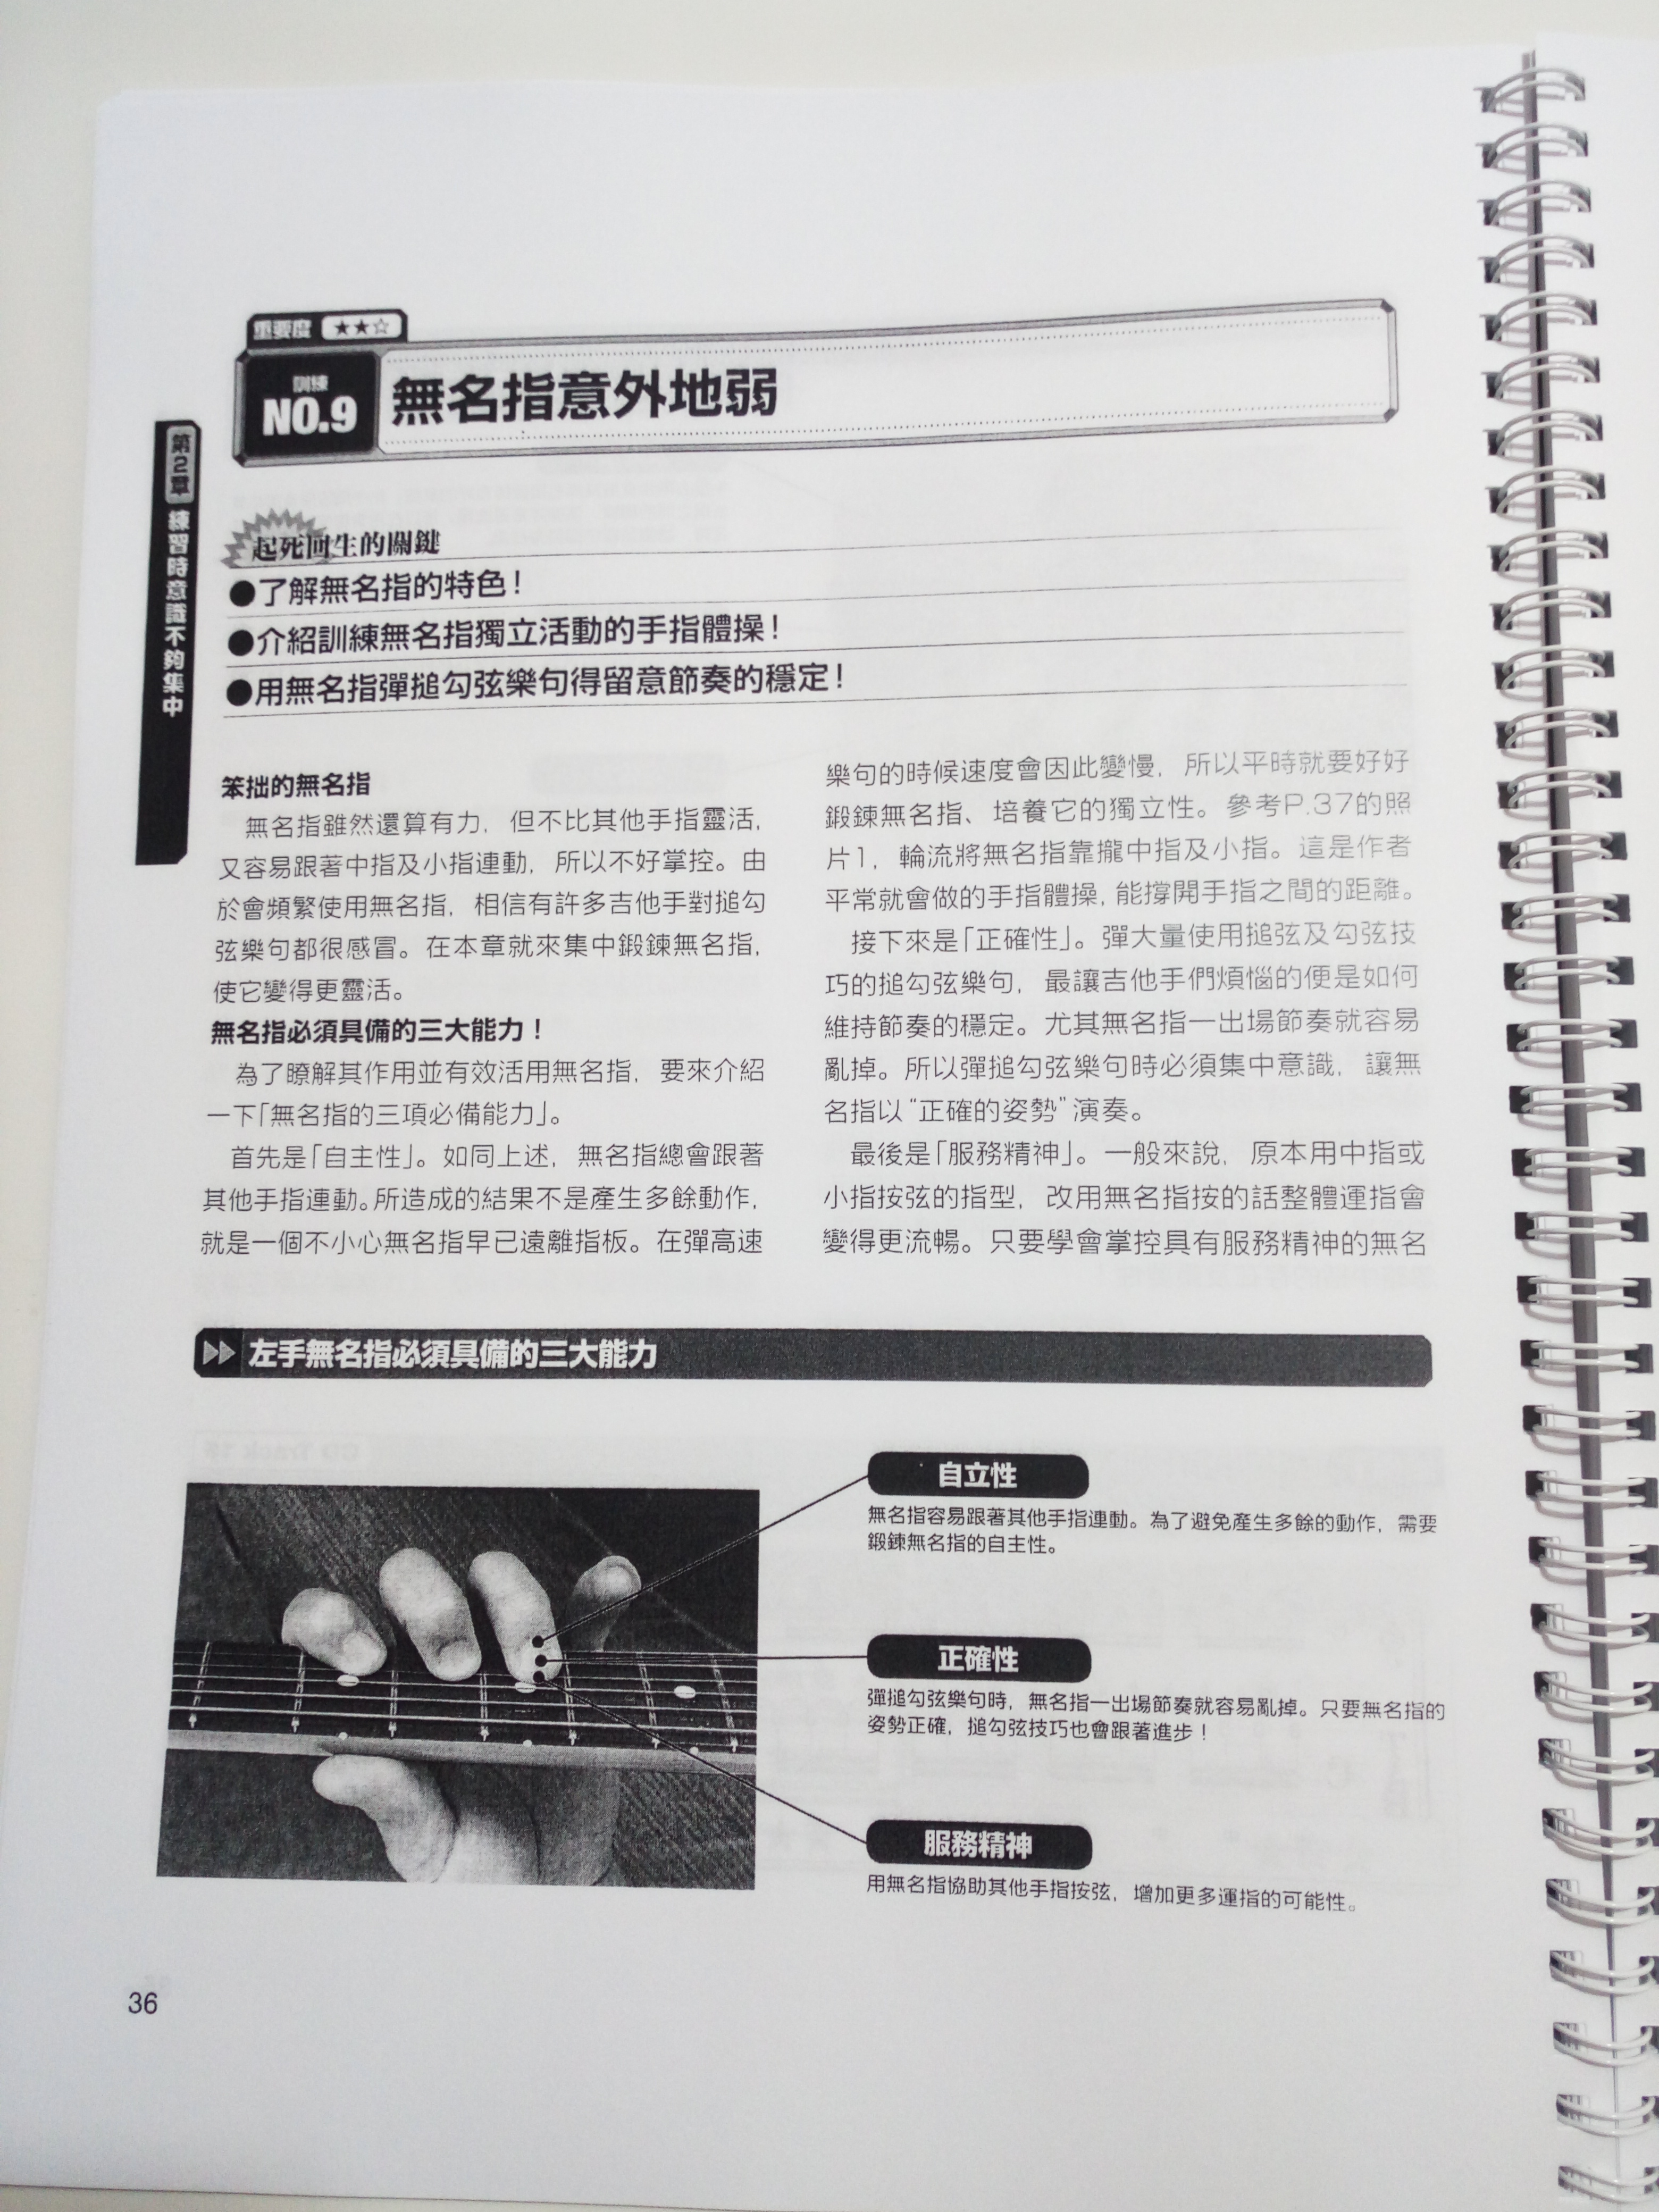 重要度 ★★☆
訓練
NO.9
無名指意外地弱
第2章 練習時意識不夠集中
起死回生的關鍵
●了解無名指的特色！
●介紹訓練無名指獨立活動的手指體操！
●用無名指彈搥勾弦樂句得留意節奏的穩定！
笨拙的無名指
無名指雖然還算有力，但不比其他手指靈活，
又容易跟著中指及小指連動，所以不好掌控。由
於會頻繁使用無名指，相信有許多吉他手對搥勾
弦樂句都很感冒。在本章就來集中鍛鍊無名指，
使它變得更靈活。
無名指必須具備的三大能力！
為了瞭解其作用並有效活用無名指，要來介紹
一下「無名指的三項必備能力」。
首先是「自主性」。如同上述，無名指總會跟著
其他手指連動。所造成的結果不是產生多餘動作，
就是一個不小心無名指早已遠離指板。在彈高速
樂句的時候速度會因此變慢，所以平時就要好好
鍛鍊無名指、培養它的獨立性。參考P.37的照
片1，輪流將無名指靠攏中指及小指。這是作者
平常就會做的手指體操，能撐開手指之間的距離。
接下來是「正確性」。彈大量使用搥弦及勾弦技
巧的搥勾弦樂句，最讓吉他手們煩惱的便是如何
維持節奏的穩定。尤其無名指一出場節奏就容易
亂掉。所以彈搥勾弦樂句時必須集中意識，讓無
名指以“正確的姿勢”演奏。
最後是「服務精神」。一般來說，原本用中指或
小指按弦的指型，改用無名指按的話整體運指會
變得更流暢。只要學會掌控具有服務精神的無名
左手無名指必須具備的三大能力
自立性
無名指容易跟著其他手指連動。為了避免產生多餘的動作，需要
鍛鍊無名指的自主性。
正確性
彈搥勾弦樂句時，無名指一出場節奏就容易亂掉。只要無名指的
姿勢正確，搥勾弦技巧也會跟著進步！
服務精神
用無名指協助其他手指按弦，增加更多運指的可能性。
36